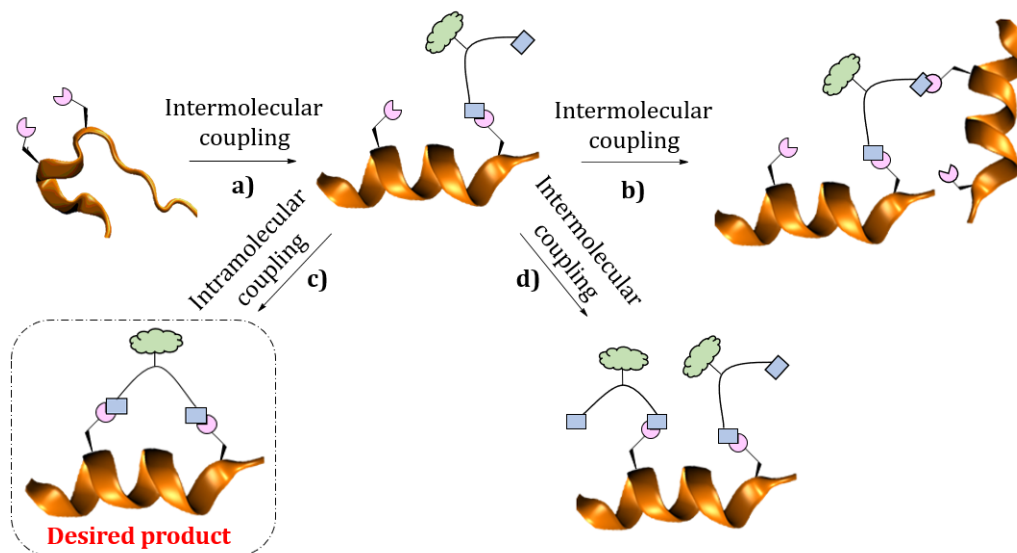 Intermolecular
coupling
a)
Intermolecular
coupling
b)
Intramolecular
coupling
c)
Intermolecular
coupling
d)
Desired product